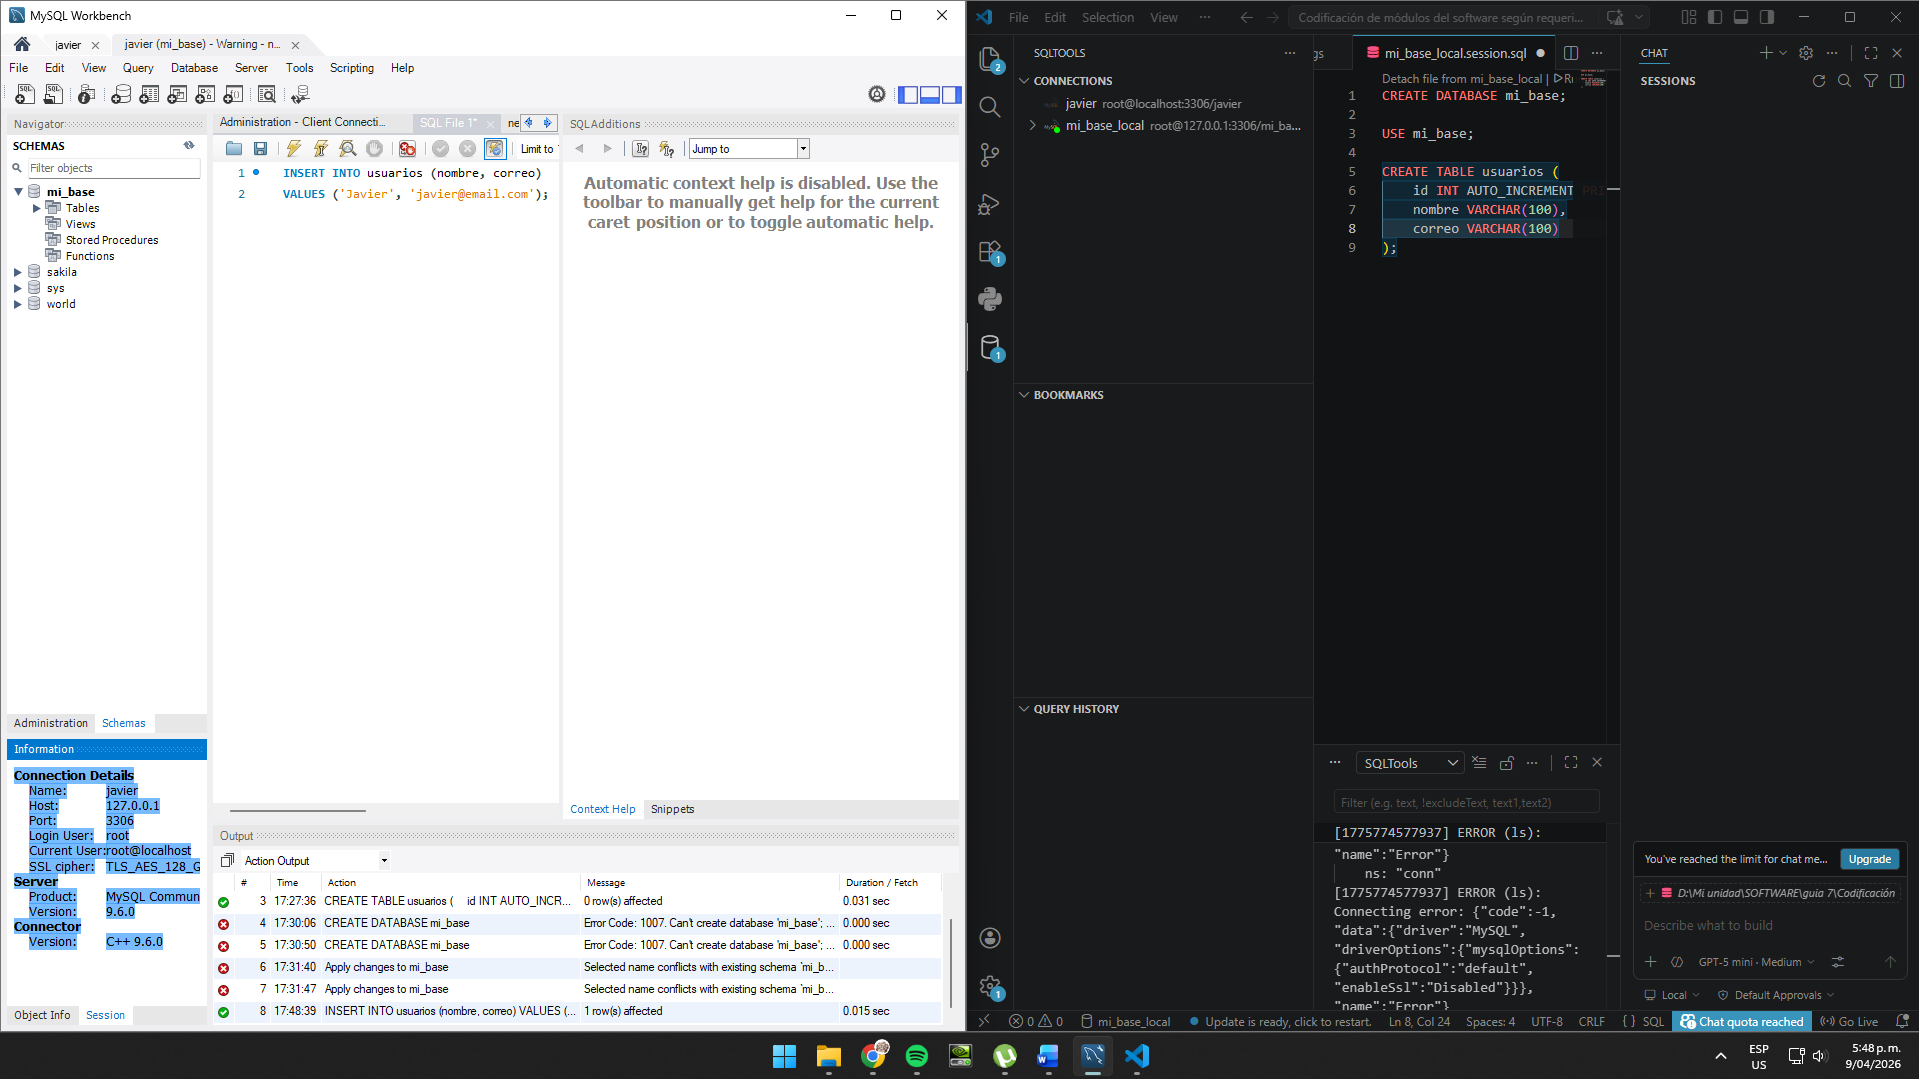 MySQL Workbench
javier
javier (mi_base) - Warning - n...
File Edit View Query Database Server Tools Scripting Help
Navigator
SCHEMAS
Filter objects
mi_base
Tables
Views
Stored Procedures
Functions
sakila
sys
world
Administration Schemas
Information
Connection Details
Name: javier
Host: 127.0.0.1
Port: 3306
Login User: root
Current User: root@localhost
SSL cipher: TLS_AES_128_G
Server
Product: MySQL Commun
Version: 9.6.0
Connector
Version: C++ 9.6.0
Object Info Session
Administration - Client Connecti... SQL File 1* ne
Limit to
1 INSERT INTO usuarios (nombre, correo)
2 VALUES ('Javier', 'javier@email.com');
SQLAdditions
Jump to
Automatic context help is disabled. Use the
toolbar to manually get help for the current
caret position or to toggle automatic help.
Context Help Snippets
Output
Action Output
# Time Action Message Duration / Fetch
3 17:27:36 CREATE TABLE usuarios ( id INT AUTO_INCR... 0 row(s) affected 0.031 sec
4 17:30:06 CREATE DATABASE mi_base Error Code: 1007. Can't create database 'mi_base'; ... 0.000 sec
5 17:30:50 CREATE DATABASE mi_base Error Code: 1007. Can't create database 'mi_base'; ... 0.000 sec
6 17:31:40 Apply changes to mi_base Selected name conflicts with existing schema `mi_b...
7 17:31:47 Apply changes to mi_base Selected name conflicts with existing schema `mi_b...
8 17:48:39 INSERT INTO usuarios (nombre, correo) VALUES (... 1 row(s) affected 0.015 sec
File Edit Selection View ...
Codificación de módulos del software según requeri...
SQLTOOLS
CONNECTIONS
javier root@localhost:3306/javier
mi_base_local root@127.0.0.1:3306/mi_ba...
BOOKMARKS
QUERY HISTORY
2
1
1
1
gs mi_base_local.session.sql
Detach file from mi_base_local | Ru
1 CREATE DATABASE mi_base;
2
3 USE mi_base;
4
5 CREATE TABLE usuarios (
6 id INT AUTO_INCREMENT PRI
7 nombre VARCHAR(100),
8 correo VARCHAR(100)
9 );
SQLTools
Filter (e.g. text, !excludeText, text1,text2)
[1775774577937] ERROR (ls):
"name":"Error"}
ns: "conn"
[1775774577937] ERROR (ls):
Connecting error: {"code":-1,
"data":{"driver":"MySQL",
"driverOptions":{"mysqlOptions":
{"authProtocol":"default",
"enableSsl":"Disabled"}}},
"name":"Error"}
CHAT
SESSIONS
You've reached the limit for chat me... Upgrade
D:\Mi unidad\SOFTWARE\guia 7\Codificación
Describe what to build
GPT-5 mini · Medium
Local Default Approvals
0 0 mi_base_local Update is ready, click to restart. Ln 8, Col 24 Spaces: 4 UTF-8 CRLF { } SQL Chat quota reached Go Live
ESP
US
5:48 p. m.
9/04/2026